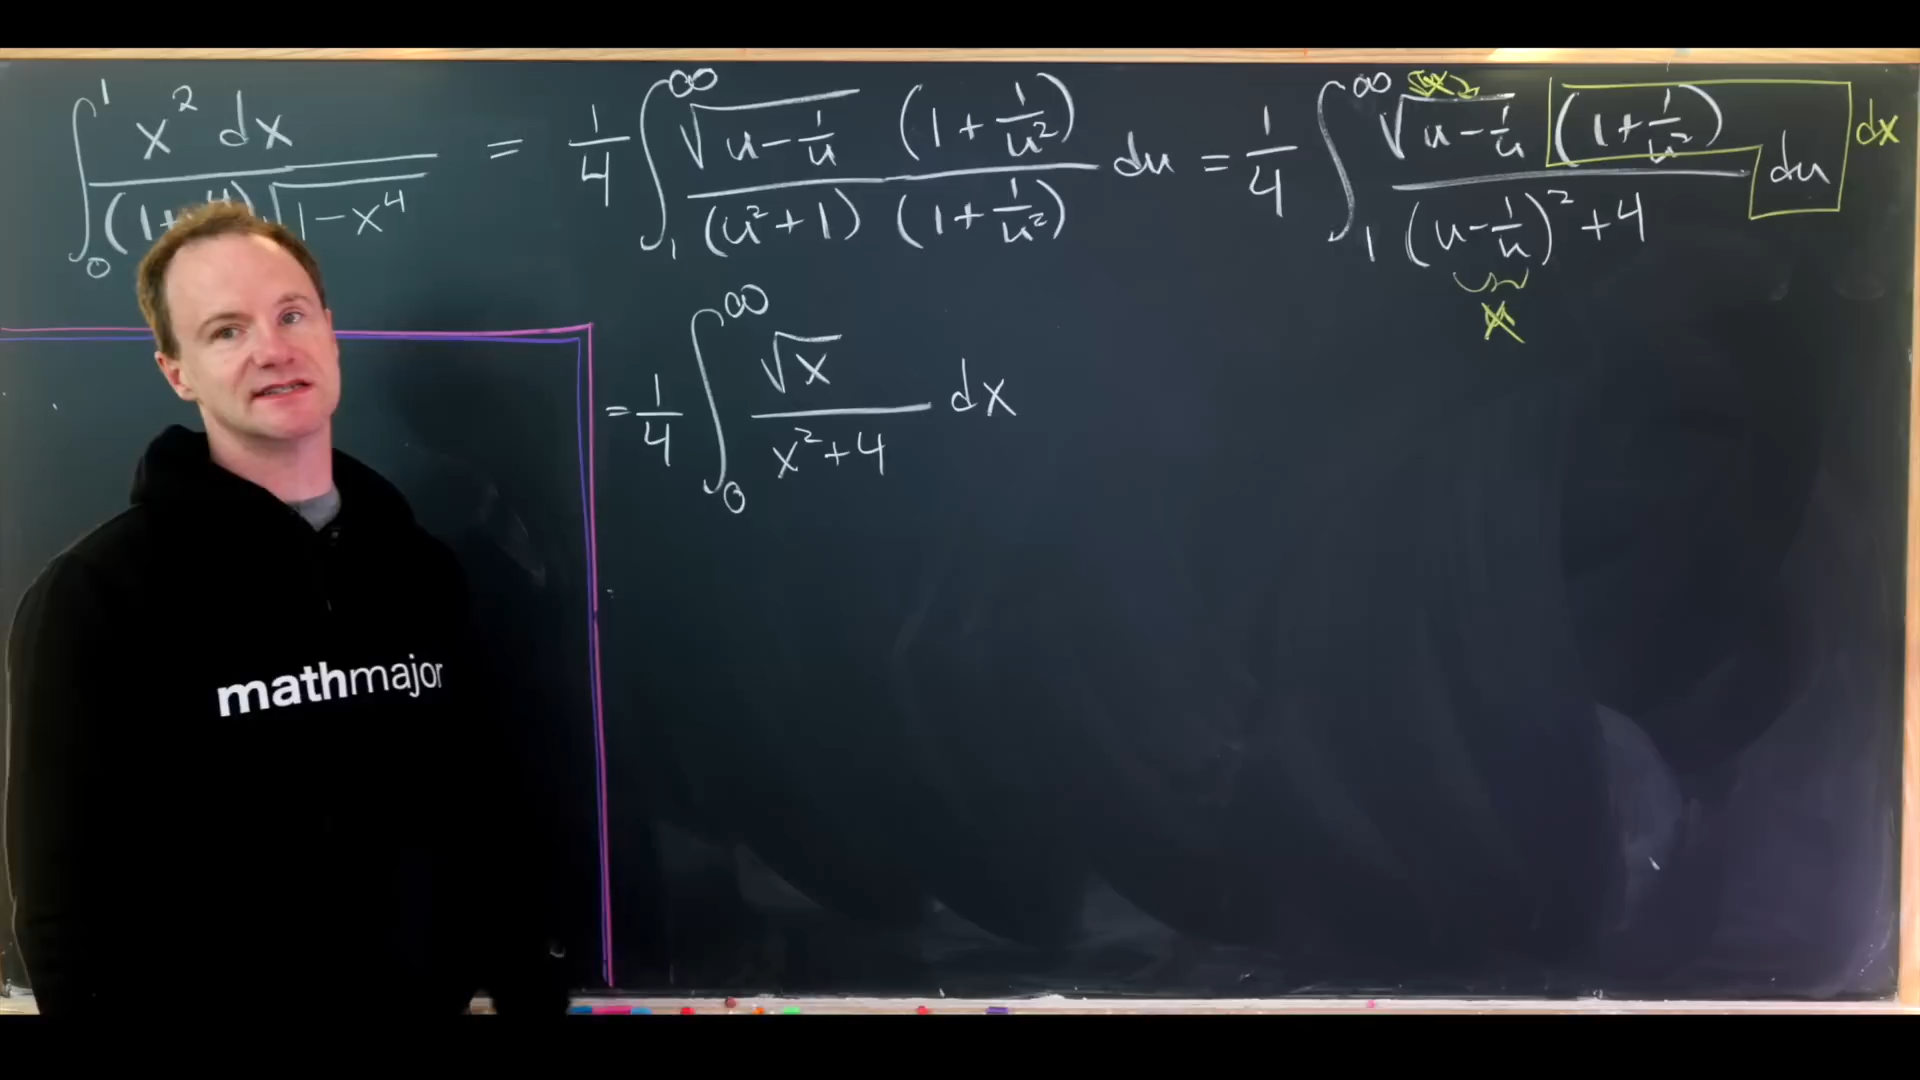 ∫₀¹ x² dx / (1+x⁴)√(1-x⁴) = 1/4 ∫₁^∞ √(u - 1/u) (1 + 1/u²) / (u²+1)(1 + 1/u²) du = 1/4 ∫₁^∞ √(u - 1/u) (1 + 1/u²) du / (u - 1/u)² + 4 dx
x
= 1/4 ∫₀^∞ √x / x²+4 dx
mathmajor